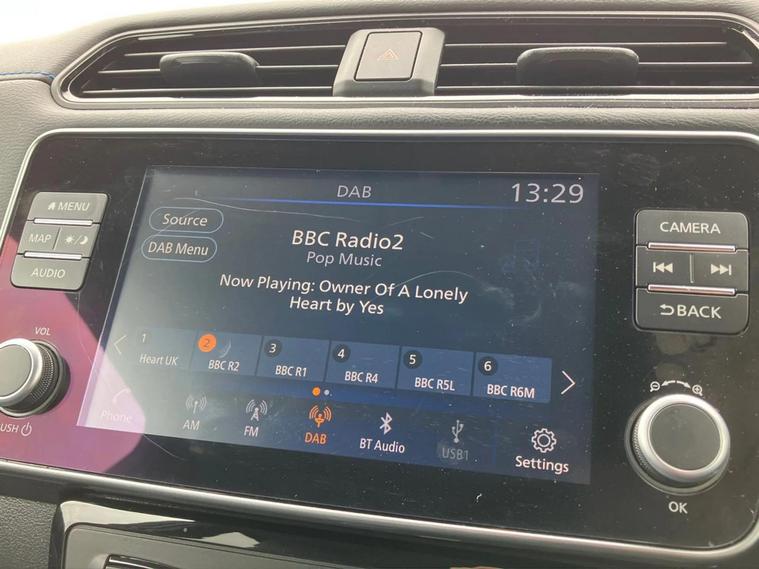 DAB
13:29
MENU
MAP
AUDIO
Source
DAB Menu
BBC Radio2
Pop Music
Now Playing: Owner Of A Lonely
Heart by Yes
CAMERA
BACK
VOL
1
Heart UK
2
BBC R2
3
BBC R1
4
BBC R4
5
BBC R5L
6
BBC R6M
Phone
AM
FM
DAB
BT Audio
USB1
Settings
USH
OK